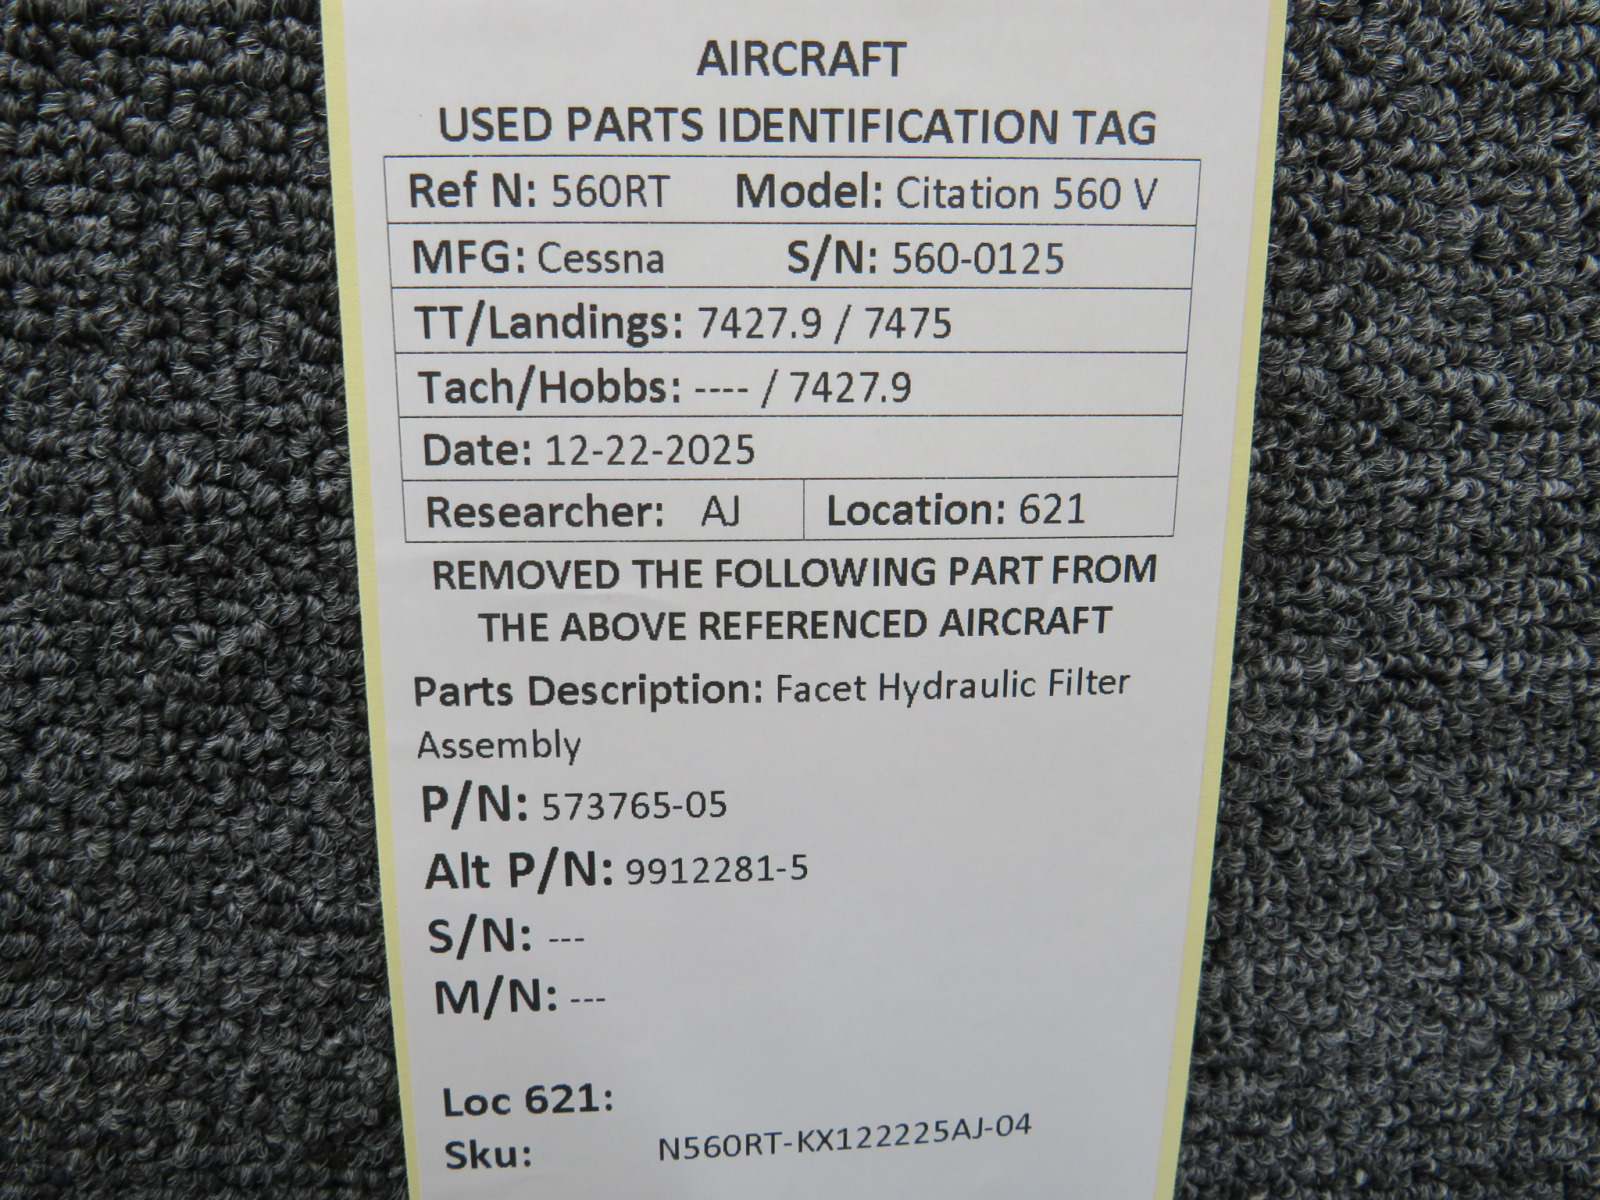 AIRCRAFT
USED PARTS IDENTIFICATION TAG
Ref N: 560RT Model: Citation 560 V
MFG: Cessna S/N: 560-0125
TT/Landings: 7427.9 / 7475
Tach/Hobbs: ---- / 7427.9
Date: 12-22-2025
Researcher: AJ Location: 621
REMOVED THE FOLLOWING PART FROM
THE ABOVE REFERENCED AIRCRAFT
Parts Description: Facet Hydraulic Filter
Assembly
P/N: 573765-05
Alt P/N: 9912281-5
S/N: ---
M/N: ---
Loc 621:
Sku: N560RT-KX122225AJ-04